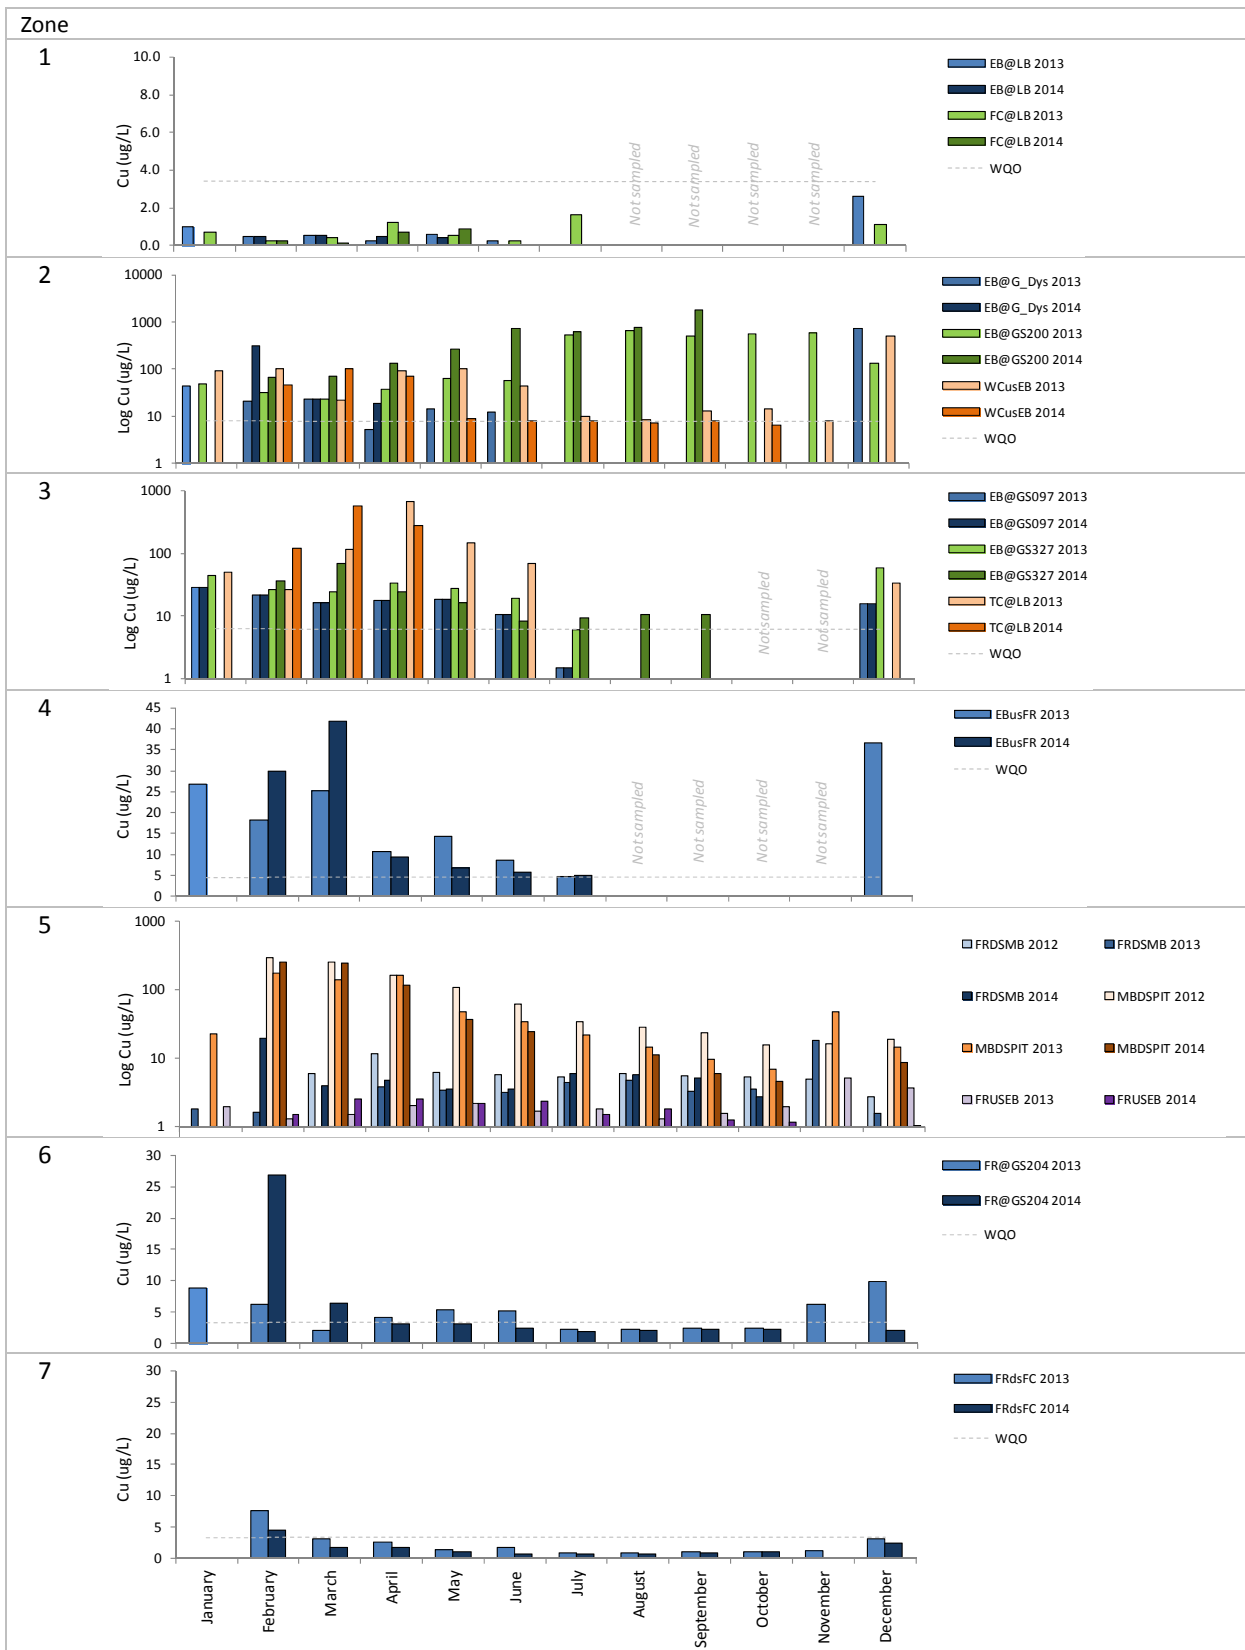 Zone
1
10.0
8.0
6.0
4.0
2.0
0.0
Cu (ug/L)
Not sampled
Not sampled
Not sampled
Not sampled
EB@LB 2013
EB@LB 2014
FC@LB 2013
FC@LB 2014
WQO
2
10000
1000
100
10
1
Log Cu (ug/L)
EB@G_Dys 2013
EB@G_Dys 2014
EB@GS200 2013
EB@GS200 2014
WCusEB 2013
WCusEB 2014
WQO
3
1000
100
10
1
Log Cu (ug/L)
Not sampled
Not sampled
EB@GS097 2013
EB@GS097 2014
EB@GS327 2013
EB@GS327 2014
TC@LB 2013
TC@LB 2014
WQO
4
45
40
35
30
25
20
15
10
5
0
Cu (ug/L)
Not sampled
Not sampled
Not sampled
Not sampled
EBusFR 2013
EBusFR 2014
WQO
5
1000
100
10
1
Log Cu (ug/L)
FRDSMB 2012 FRDSMB 2013
FRDSMB 2014 MBDSPIT 2012
MBDSPIT 2013 MBDSPIT 2014
FRUSEB 2013 FRUSEB 2014
6
30
25
20
15
10
5
0
Cu (ug/L)
FR@GS204 2013
FR@GS204 2014
WQO
7
30
25
20
15
10
5
0
Cu (ug/L)
FRdsFC 2013
FRdsFC 2014
WQO
January
February
March
April
May
June
July
August
September
October
November
December